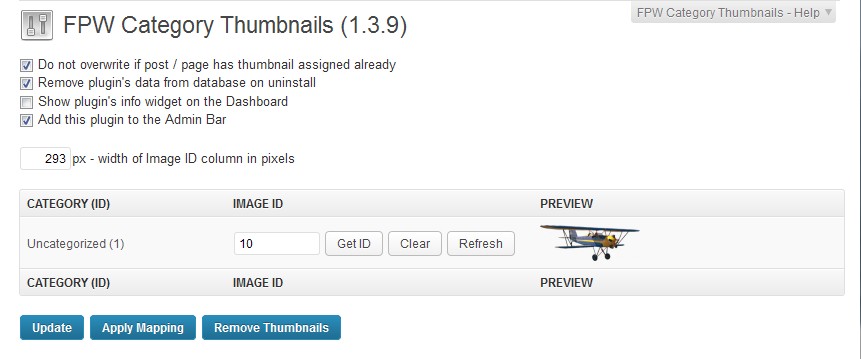 FPW Category Thumbnails - Help
FPW Category Thumbnails (1.3.9)
Do not overwrite if post / page has thumbnail assigned already
Remove plugin's data from database on uninstall
Show plugin's info widget on the Dashboard
Add this plugin to the Admin Bar
293 px - width of Image ID column in pixels
CATEGORY (ID) IMAGE ID PREVIEW
Uncategorized (1) 10 Get ID Clear Refresh
CATEGORY (ID) IMAGE ID PREVIEW
Update Apply Mapping Remove Thumbnails